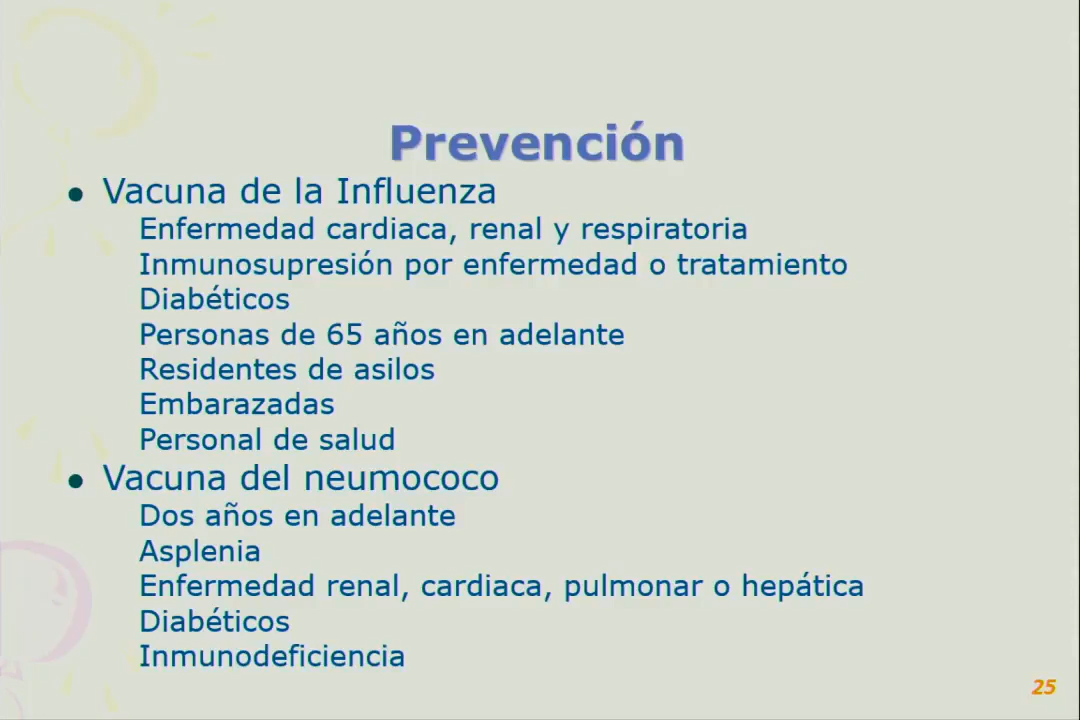 Prevención
● Vacuna de la Influenza
Enfermedad cardiaca, renal y respiratoria
Inmunosupresión por enfermedad o tratamiento
Diabéticos
Personas de 65 años en adelante
Residentes de asilos
Embarazadas
Personal de salud
● Vacuna del neumococo
Dos años en adelante
Asplenia
Enfermedad renal, cardiaca, pulmonar o hepática
Diabéticos
Inmunodeficiencia
25